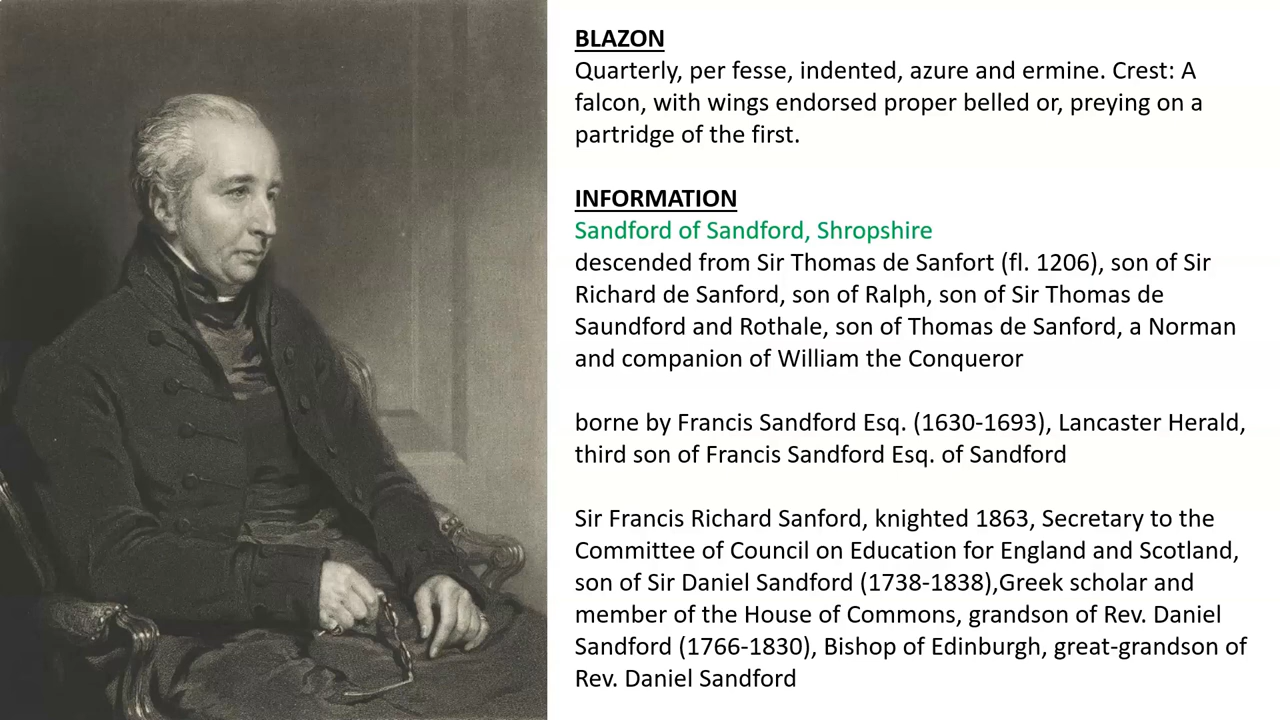 BLAZON
Quarterly, per fesse, indented, azure and ermine. Crest: A
falcon, with wings endorsed proper belled or, preying on a
partridge of the first.
INFORMATION
Sandford of Sandford, Shropshire
descended from Sir Thomas de Sanfort (fl. 1206), son of Sir
Richard de Sanford, son of Ralph, son of Sir Thomas de
Saundford and Rothale, son of Thomas de Sanford, a Norman
and companion of William the Conqueror
borne by Francis Sandford Esq. (1630-1693), Lancaster Herald,
third son of Francis Sandford Esq. of Sandford
Sir Francis Richard Sanford, knighted 1863, Secretary to the
Committee of Council on Education for England and Scotland,
son of Sir Daniel Sandford (1738-1838),Greek scholar and
member of the House of Commons, grandson of Rev. Daniel
Sandford (1766-1830), Bishop of Edinburgh, great-grandson of
Rev. Daniel Sandford